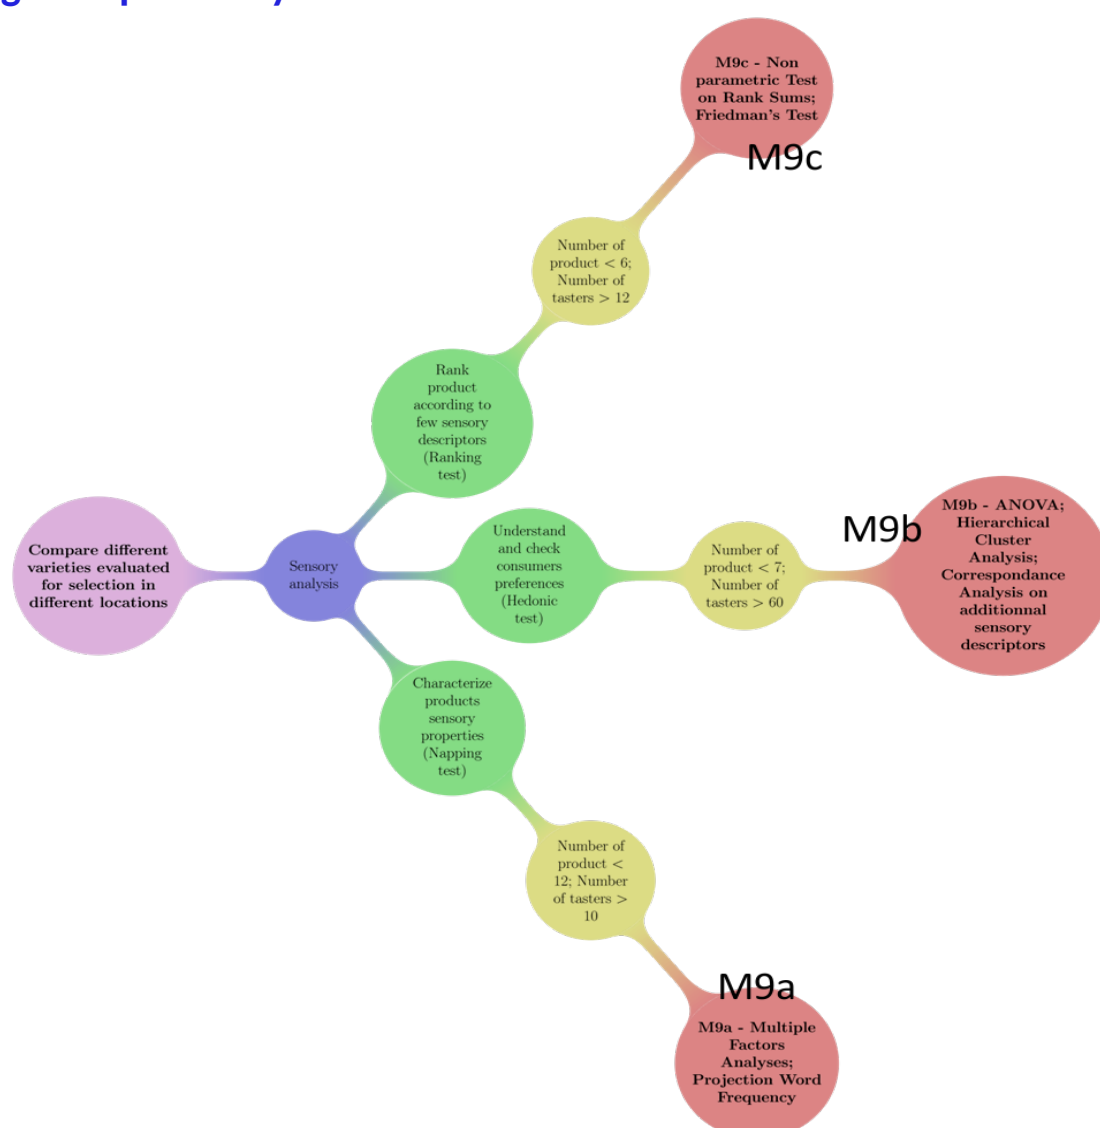 M9c - Non
parametric Test
on Rank Sums;
Friedman's Test
M9c
Number of
product < 6;
Number of
tasters > 12
Rank
product
according to
few sensory
descriptors
(Ranking
test)
Compare different
varieties evaluated
for selection in
different locations
Sensory
analysis
Understand
and check
consumers
preferences
(Hedonic
test)
Number of
product < 7;
Number of
tasters > 60
M9b
M9b - ANOVA;
Hierarchical
Cluster
Analysis;
Correspondance
Analysis on
additionnal
sensory
descriptors
Characterize
products
sensory
properties
(Napping
test)
Number of
product <
12; Number
of tasters >
10
M9a
M9a - Multiple
Factors
Analyses;
Projection Word
Frequency